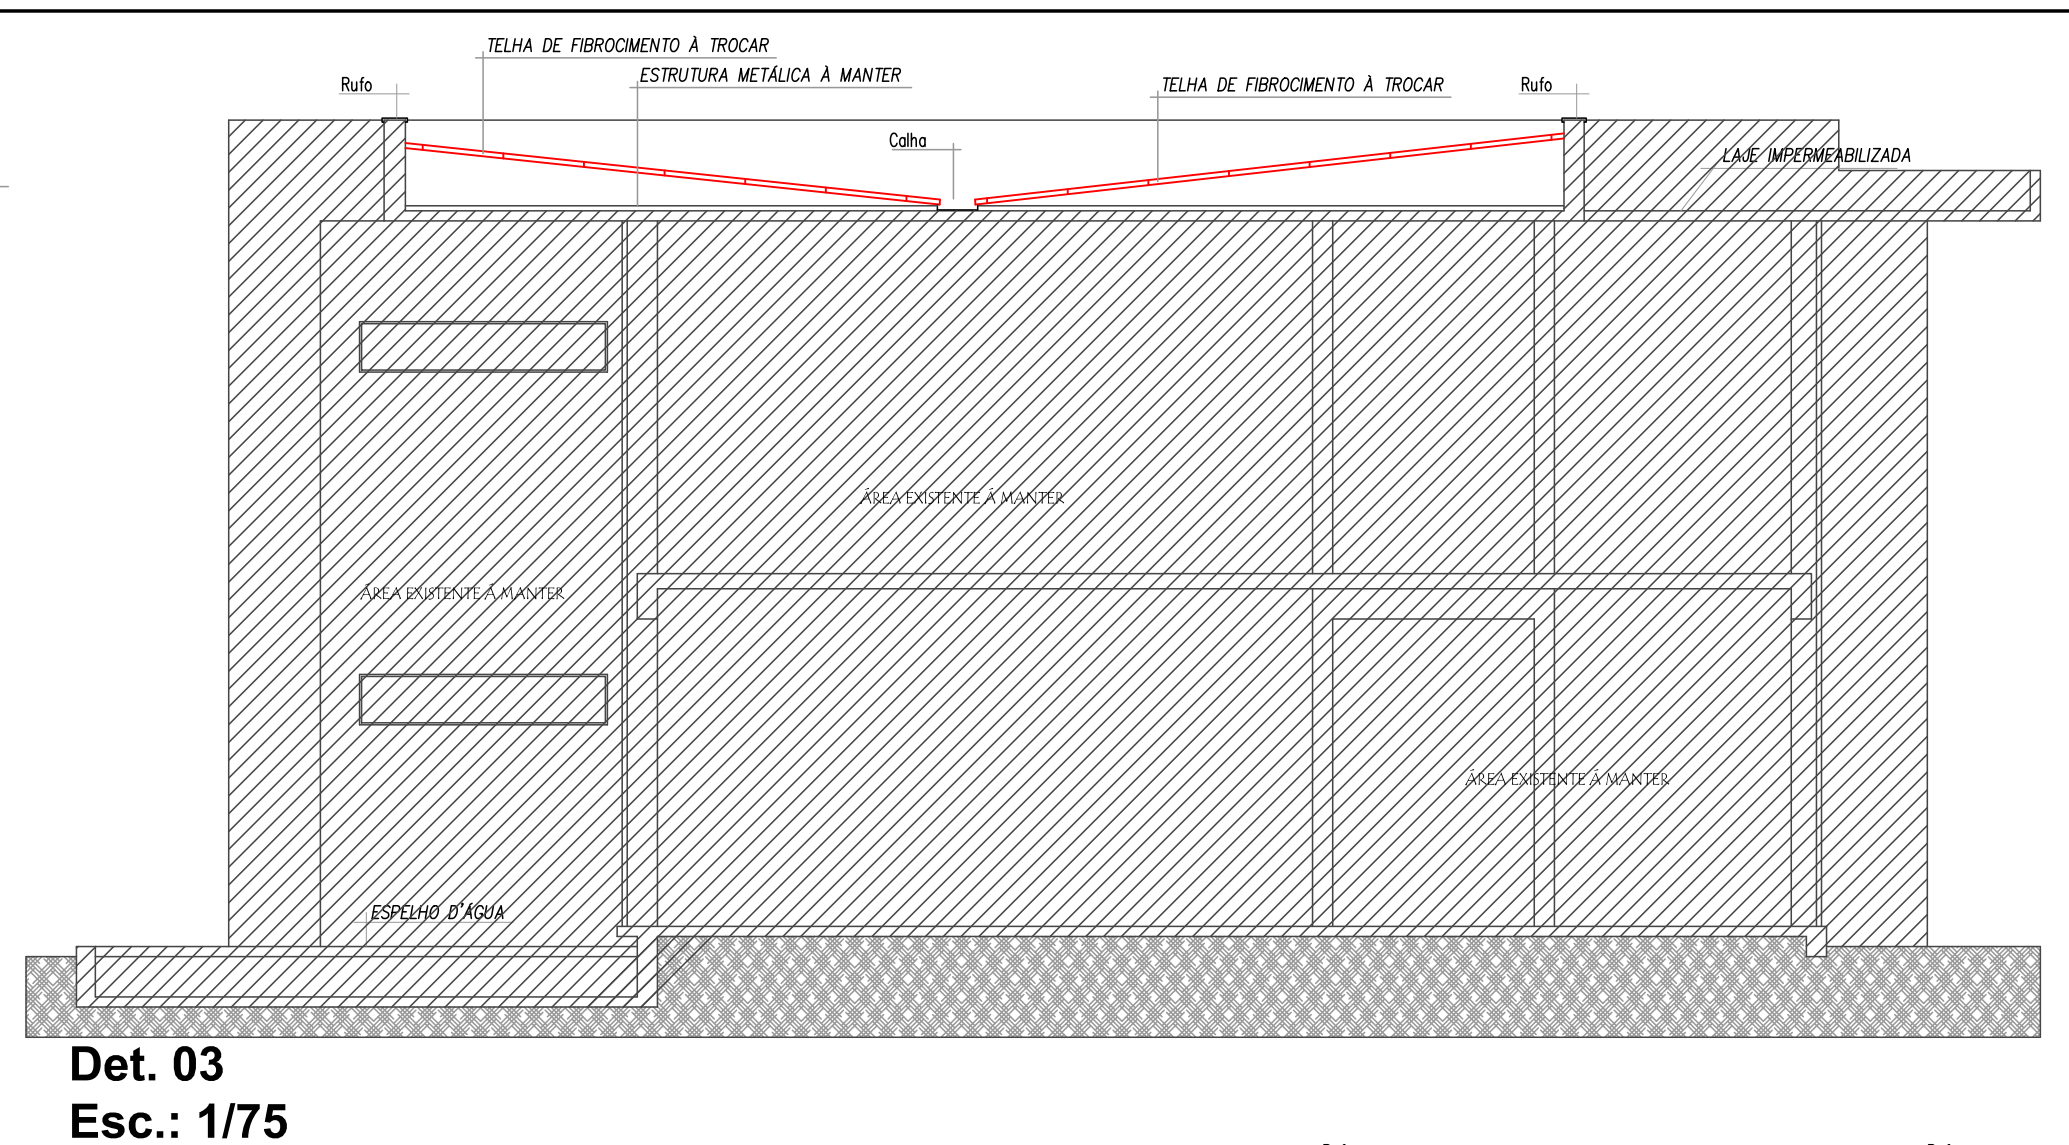 TELHA DE FIBROCIMENTO À TROCAR
ESTRUTURA METÁLICA À MANTER
Rufo
TELHA DE FIBROCIMENTO À TROCAR
Rufo
Calha
LAJE IMPERMEABILIZADA
ÁREA EXISTENTE Á MANTER
ÁREA EXISTENTE Á MANTER
ÁREA EXISTENTE Á MANTER
ESPELHO D'ÁGUA
Det. 03
Esc.: 1/75